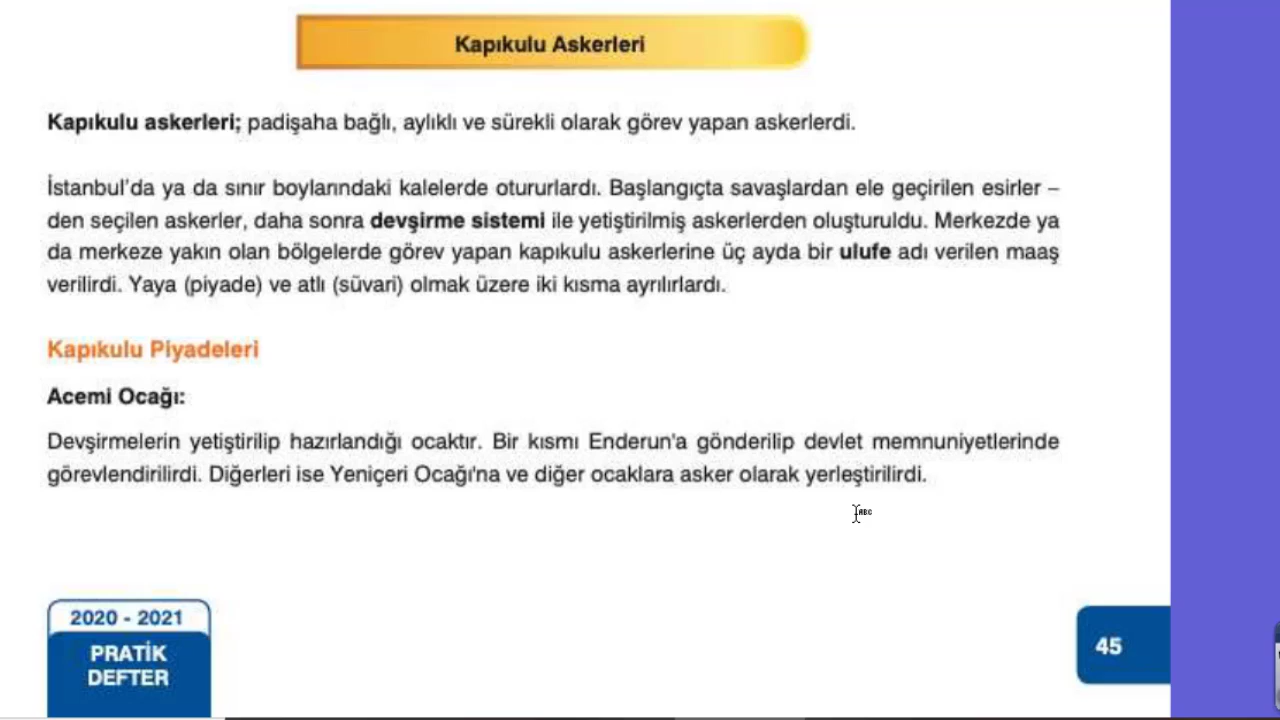 Kapıkulu Askerleri
Kapıkulu askerleri; padişaha bağlı, aylıklı ve sürekli olarak görev yapan askerlerdi.
İstanbul'da ya da sınır boylarındaki kalelerde otururlardı. Başlangıçta savaşlardan ele geçirilen esirler –
den seçilen askerler, daha sonra devşirme sistemi ile yetiştirilmiş askerlerden oluşturuldu. Merkezde ya
da merkeze yakın olan bölgelerde görev yapan kapıkulu askerlerine üç ayda bir ulufe adı verilen maaş
verilirdi. Yaya (piyade) ve atlı (süvari) olmak üzere iki kısma ayrılırlardı.
Kapıkulu Piyadeleri
Acemi Ocağı:
Devşirmelerin yetiştirilip hazırlandığı ocaktır. Bir kısmı Enderun'a gönderilip devlet memnuniyetlerinde
görevlendirilirdi. Diğerleri ise Yeniçeri Ocağı'na ve diğer ocaklara asker olarak yerleştirilirdi.
ABC
2020 - 2021
PRATİK
DEFTER
45